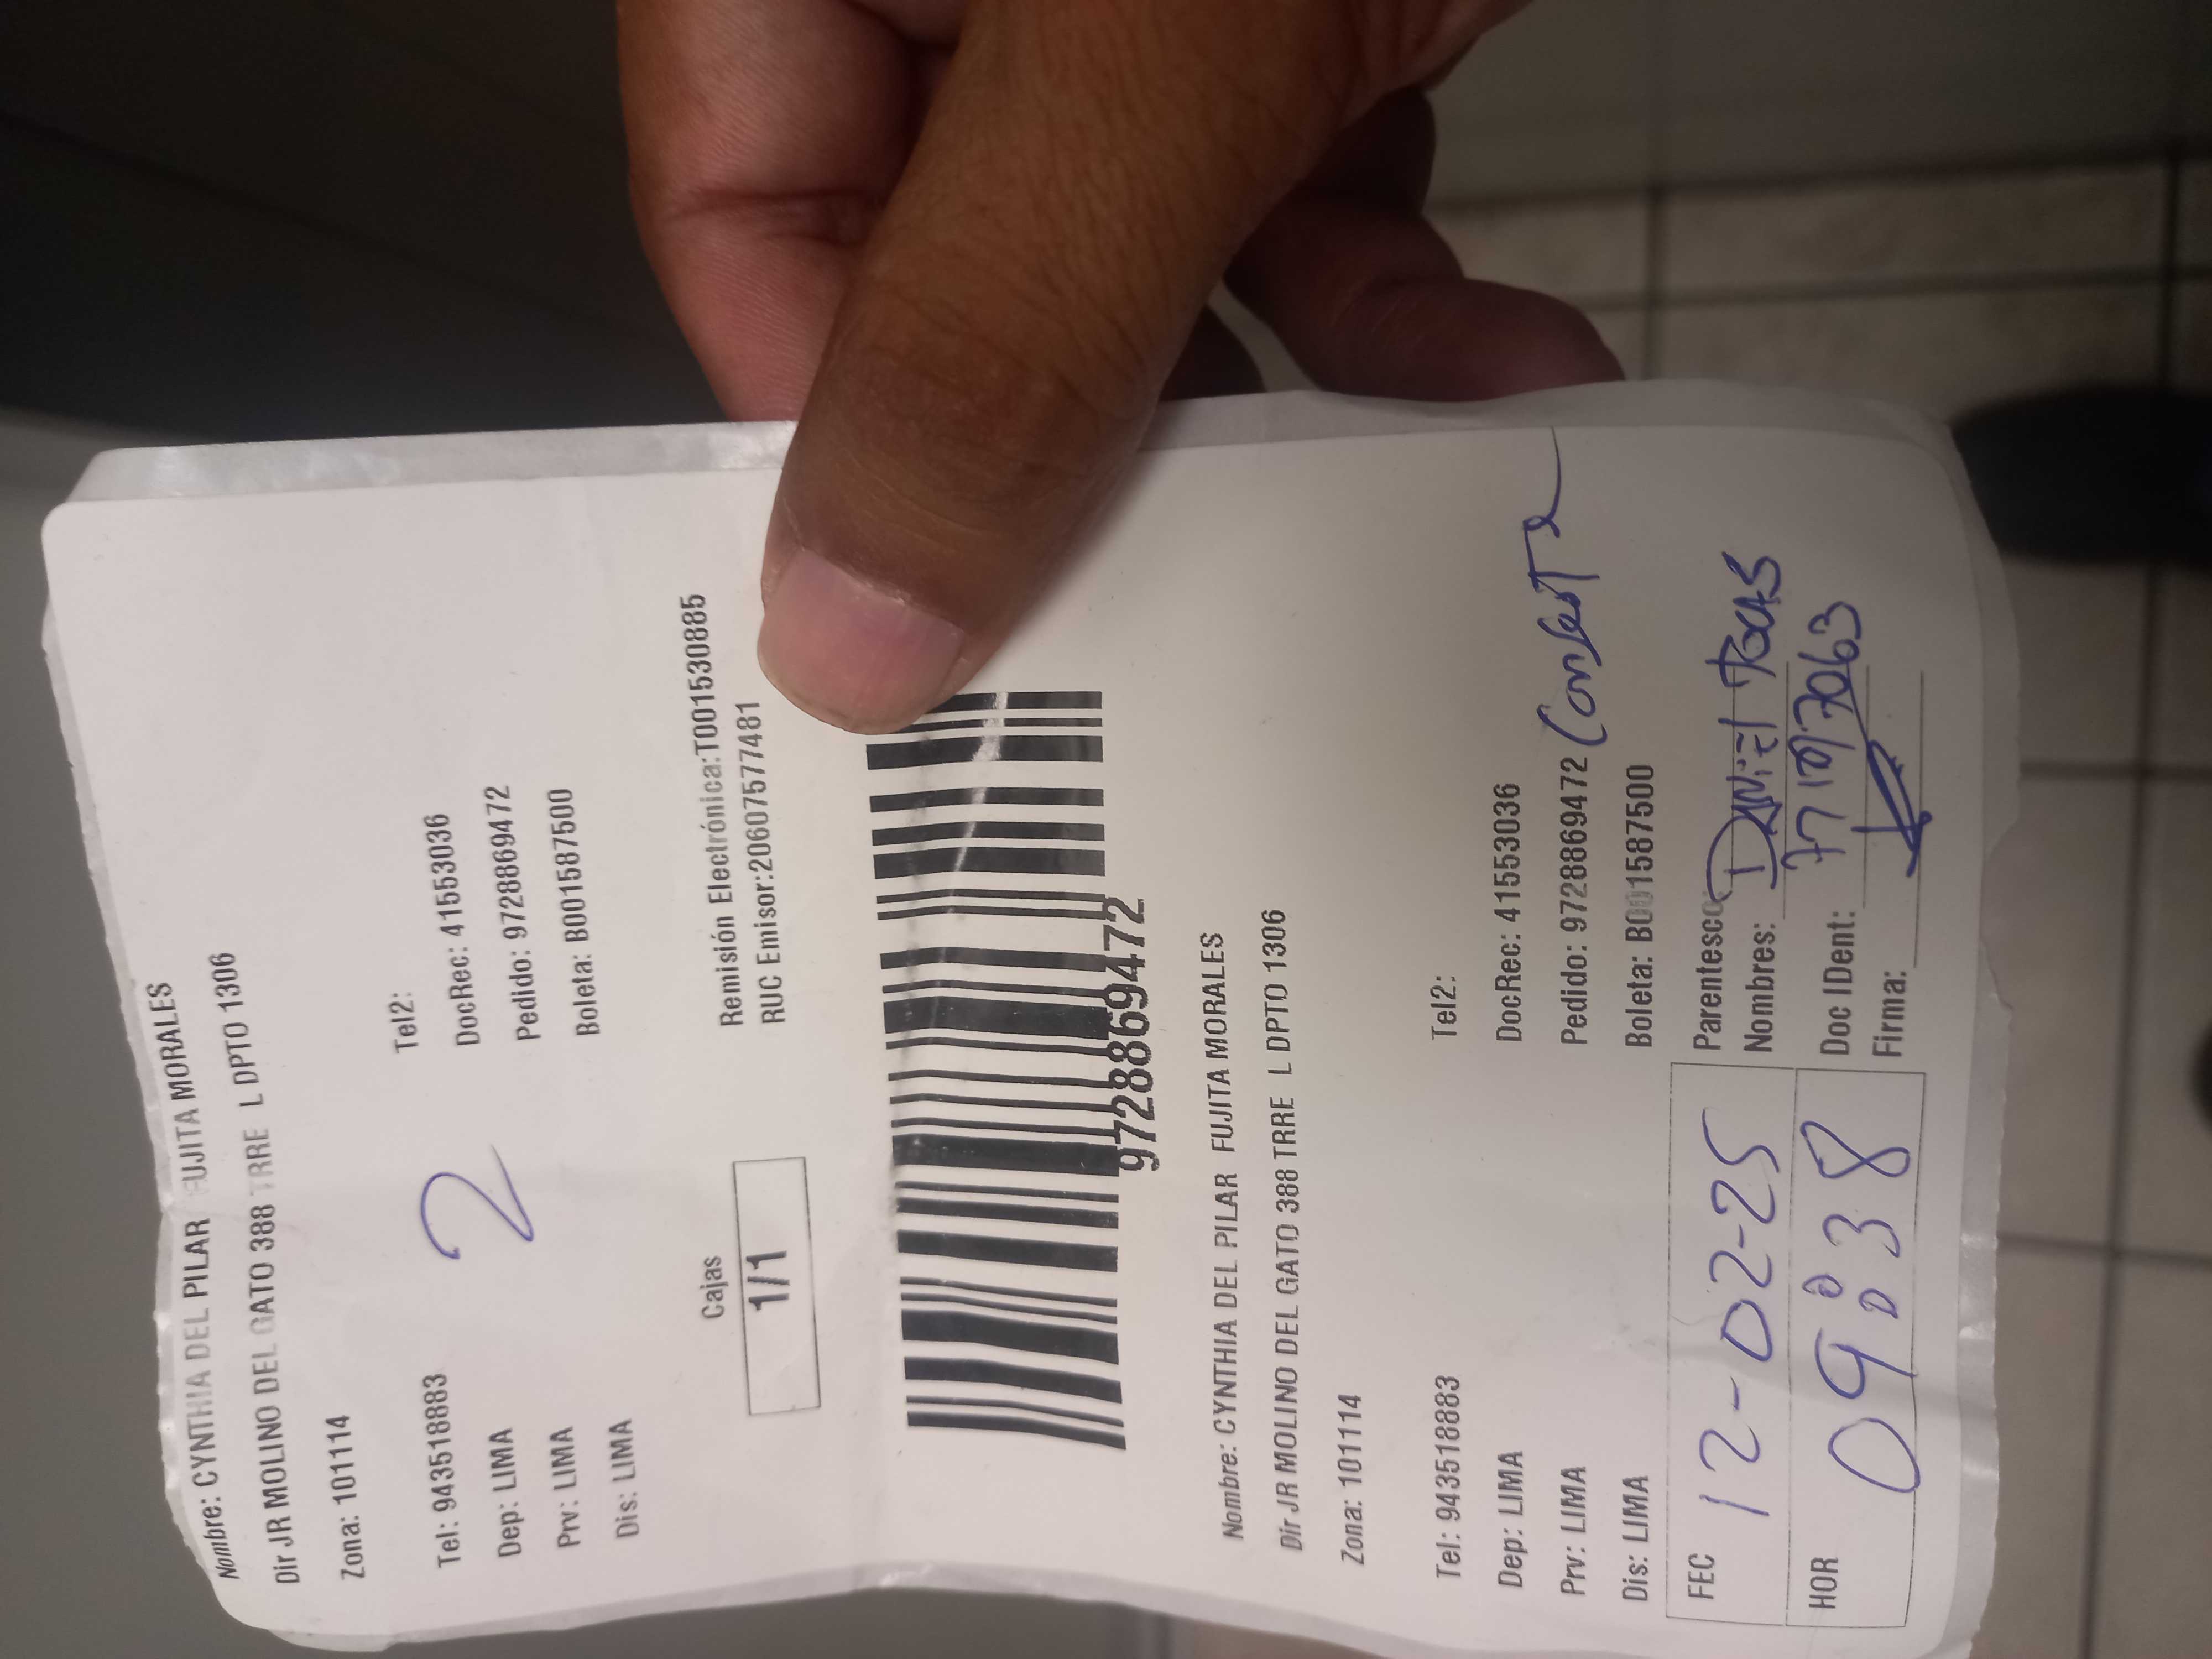 Nombre: CYNTHIA DEL PILAR FUJITA MORALES
Dir JR MOLINO DEL GATO 388 TRRE L DPTO 1306
Zona: 101114
Tel: 943518883 Tel2:
Dep: LIMA DocRec: 41553036
Prv: LIMA 2 Pedido: 97288869472
Dis: LIMA Boleta: B001587500
Cajas Remisión Electrónica:T001530885
1/1 RUC Emisor:20607577481
97288869472
Nombre: CYNTHIA DEL PILAR FUJITA MORALES
Dir JR MOLINO DEL GATO 388 TRRE L DPTO 1306
Zona: 101114
Tel: 943518883 Tel2:
Dep: LIMA DocRec: 41553036
Prv: LIMA Pedido: 97288869472
Dis: LIMA Boleta: B001587500
FEC 12-02-25 Parentesco
Nombres: Daniel
HOR 09:38 Doc IDent:
Firma: